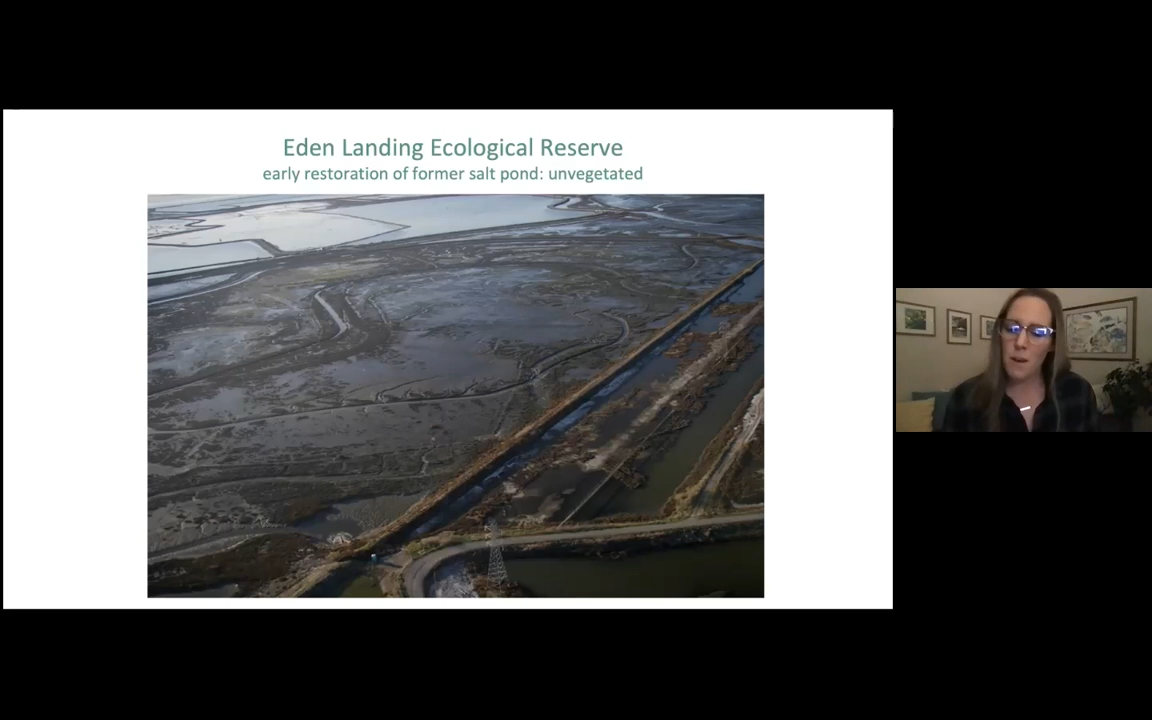 Eden Landing Ecological Reserve
early restoration of former salt pond: unvegetated